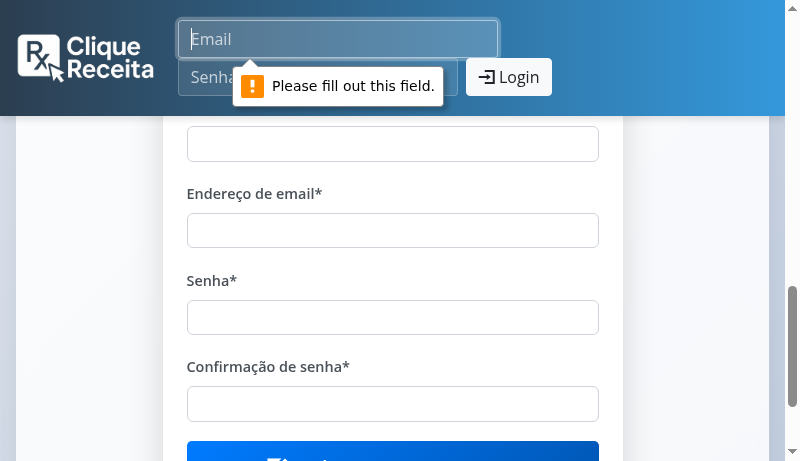 Rx Clique
Receita
Email
Senha
Login
Please fill out this field.
Endereço de email*
Senha*
Confirmação de senha*